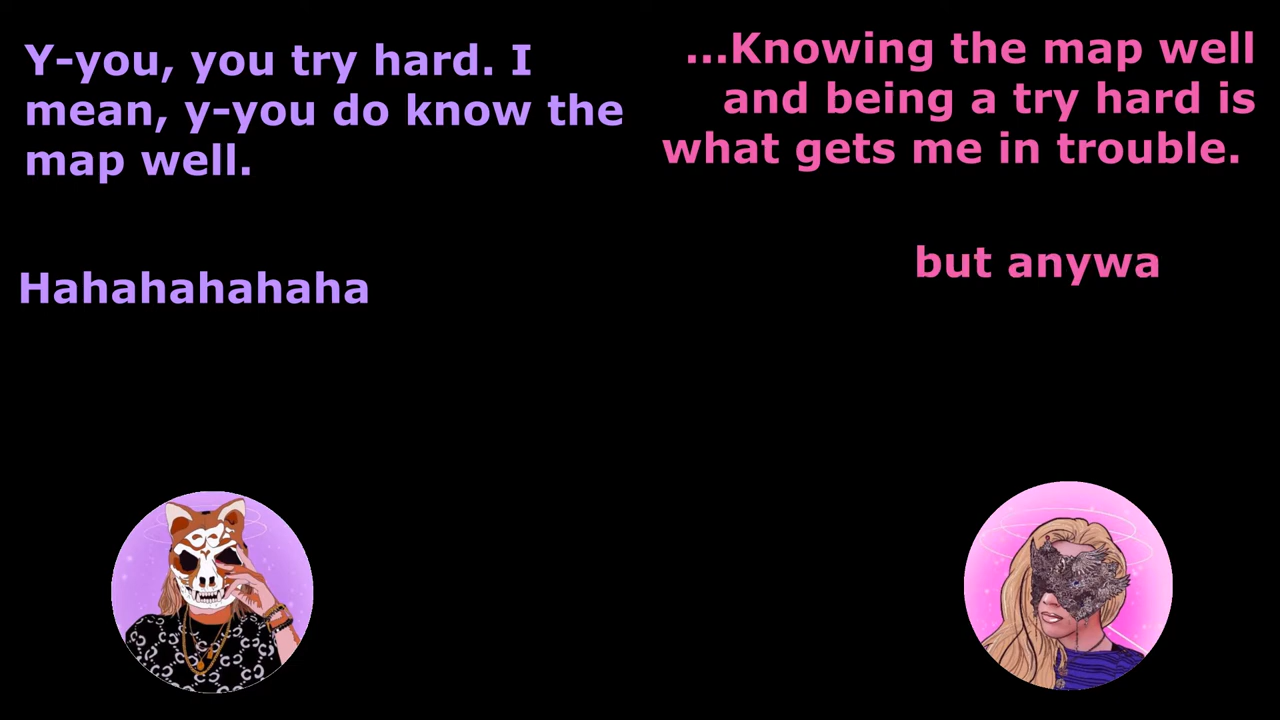 Y-you, you try hard. I
mean, y-you do know the
map well.
...Knowing the map well
and being a try hard is
what gets me in trouble.
Hahahahahaha
but anywa